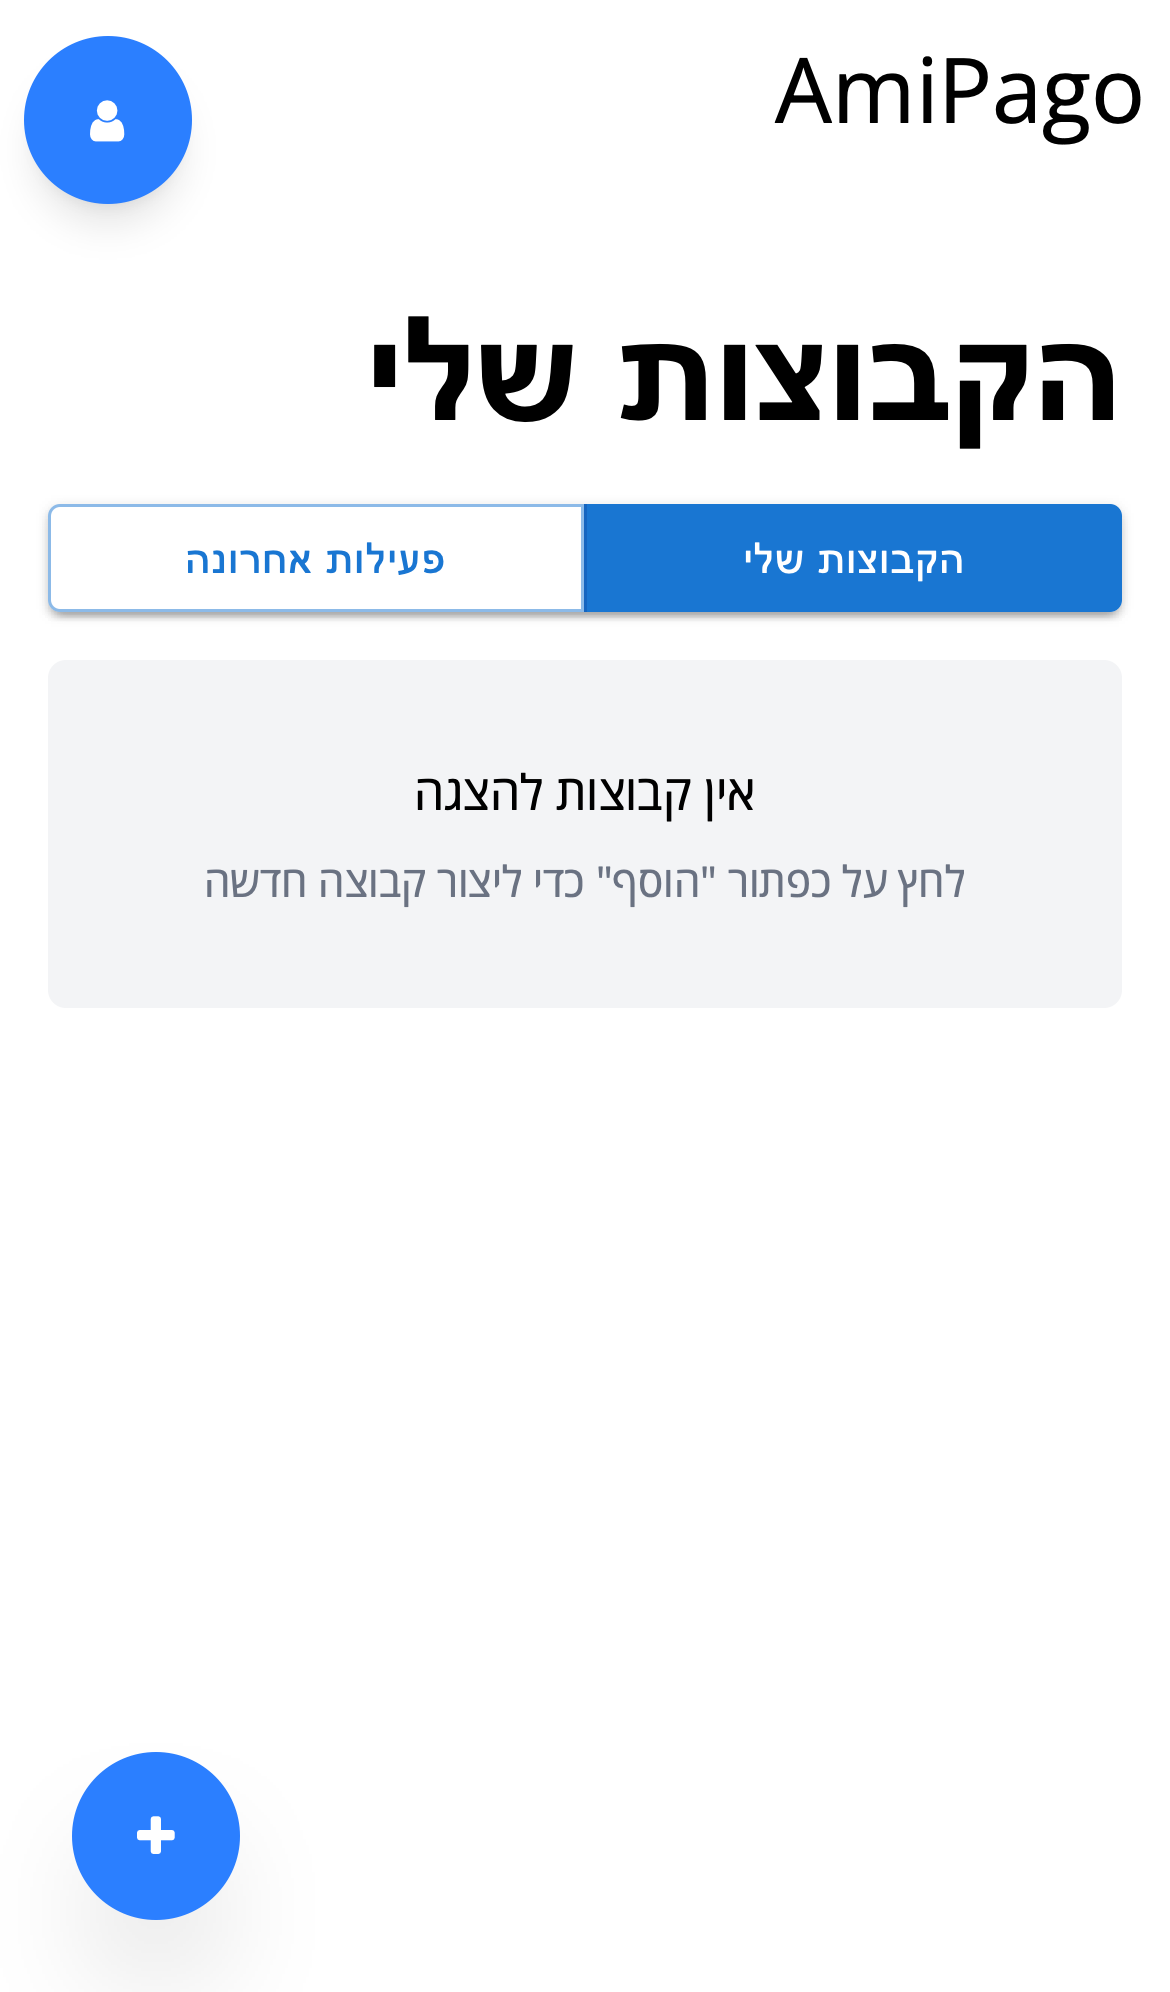 AmiPago
הקבוצות שלי
הקבוצות שלי
פעילות אחרונה
אין קבוצות להצגה
לחץ על כפתור "הוסף" כדי ליצור קבוצה חדשה